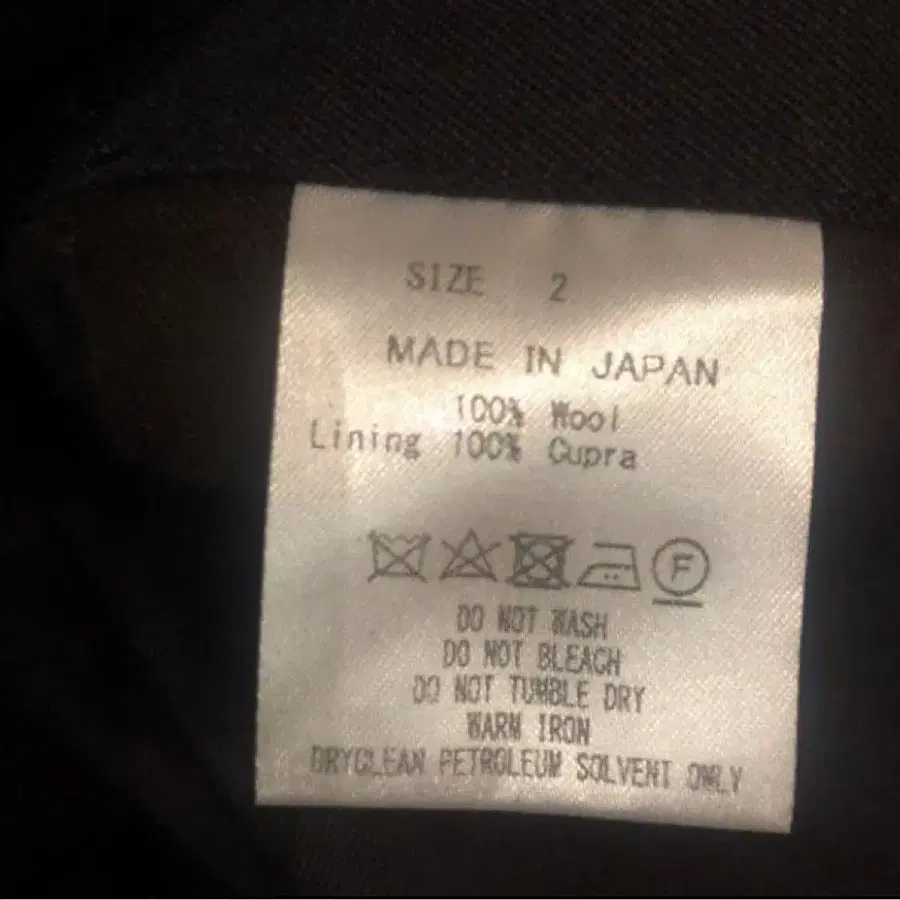 SIZE 2
MADE IN JAPAN
100% Wool
Lining 100% Cupra
F
DO NOT WASH
DO NOT BLEACH
DO NOT TUMBLE DRY
WARM IRON
DRYCLEAN PETROLEUM SOLVENT ONLY